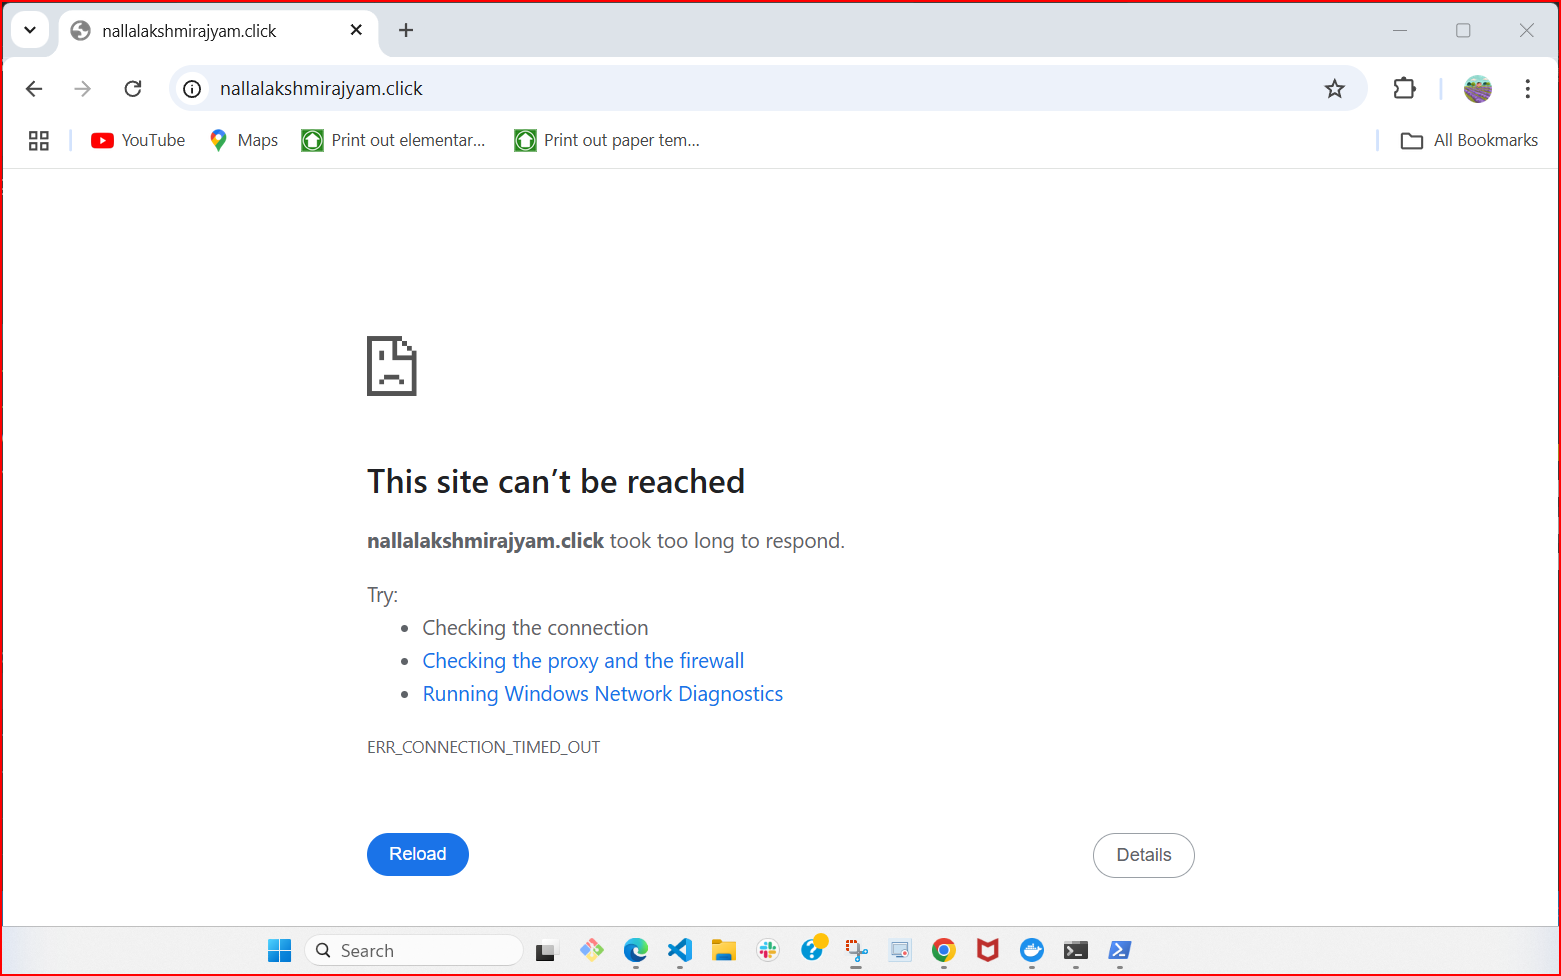 nallalakshmirajyam.click
nallalakshmirajyam.click
YouTube
Maps
Print out elementar...
Print out paper tem...
All Bookmarks
This site can’t be reached
nallalakshmirajyam.click took too long to respond.
Try:
Checking the connection
Checking the proxy and the firewall
Running Windows Network Diagnostics
ERR_CONNECTION_TIMED_OUT
Reload
Details
Search